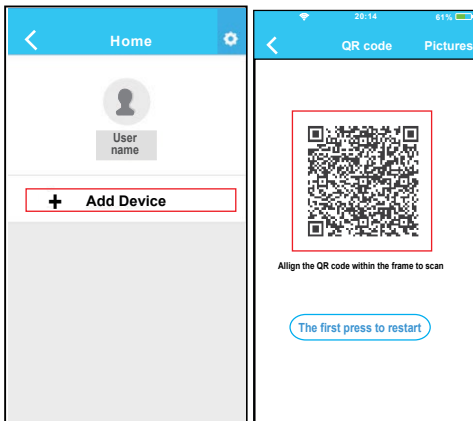 Home
User
name
+ Add Device
20:14 61%
QR code Pictures
Allign the QR code within the frame to scan
The first press to restart